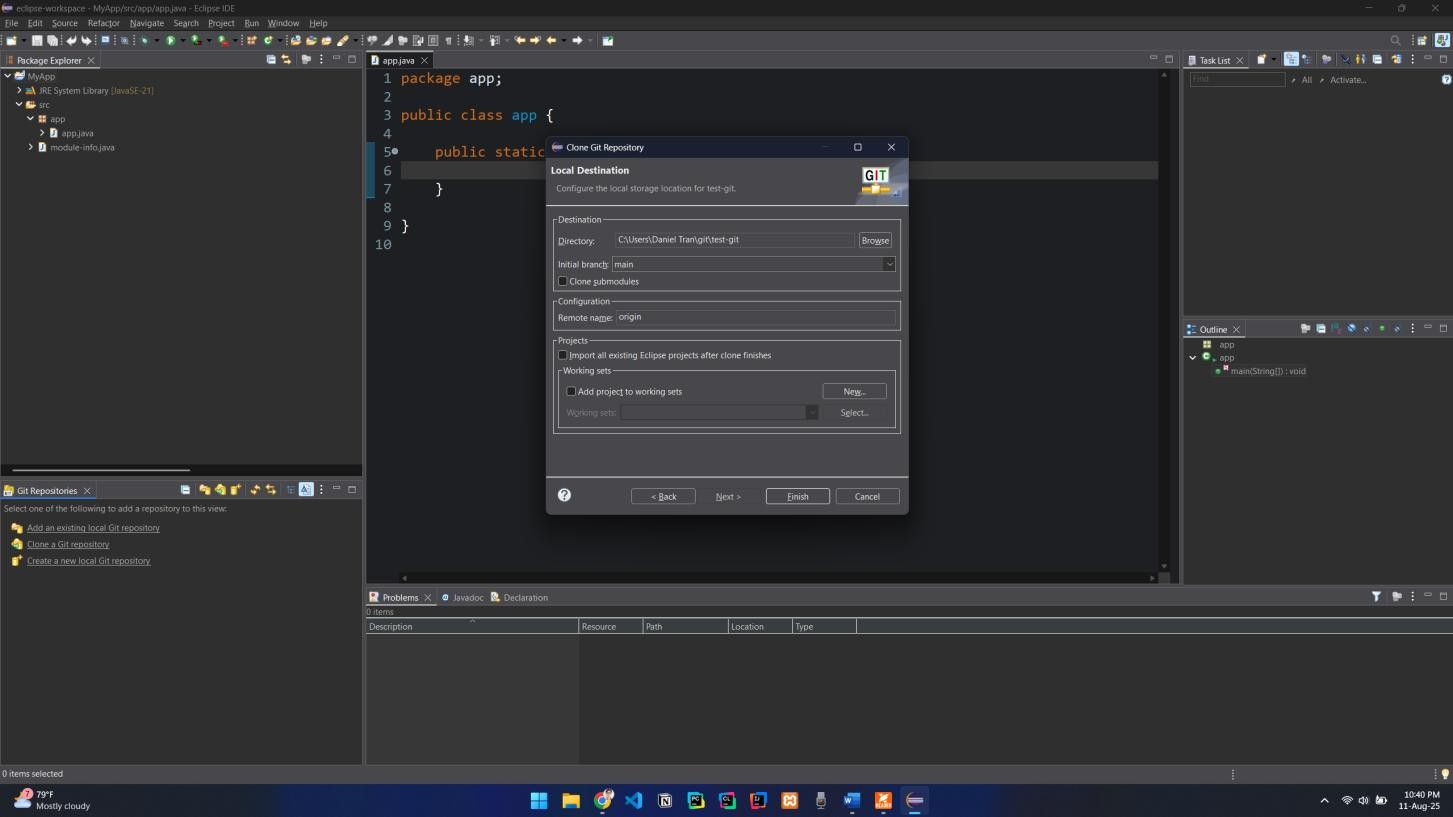 eclipse-workspace - MyApp/src/app/app.java - Eclipse IDE
File Edit Source Refactor Navigate Search Project Run Window Help
Package Explorer
MyApp
JRE System Library [JavaSE-21]
src
app
app.java
module-info.java
app.java
1 package app;
2
3 public class app {
4
5 public static
6
7 }
8
9 }
10
Clone Git Repository
Local Destination
Configure the local storage location for test-git.
GIT
Destination
Directory: C:\Users\Daniel Tran\git\test-git Browse
Initial branch: main
Clone submodules
Configuration
Remote name: origin
Projects
Import all existing Eclipse projects after clone finishes
Working sets
Add project to working sets New...
Working sets: Select...
? < Back Next > Finish Cancel
Task List
Find All Activate...
Outline
app
app
main(String[]) : void
Git Repositories
Select one of the following to add a repository to this view:
Add an existing local Git repository
Clone a Git repository
Create a new local Git repository
Problems Javadoc Declaration
0 items
Description Resource Path Location Type
0 items selected
7
79°F
Mostly cloudy
10:40 PM
11-Aug-25